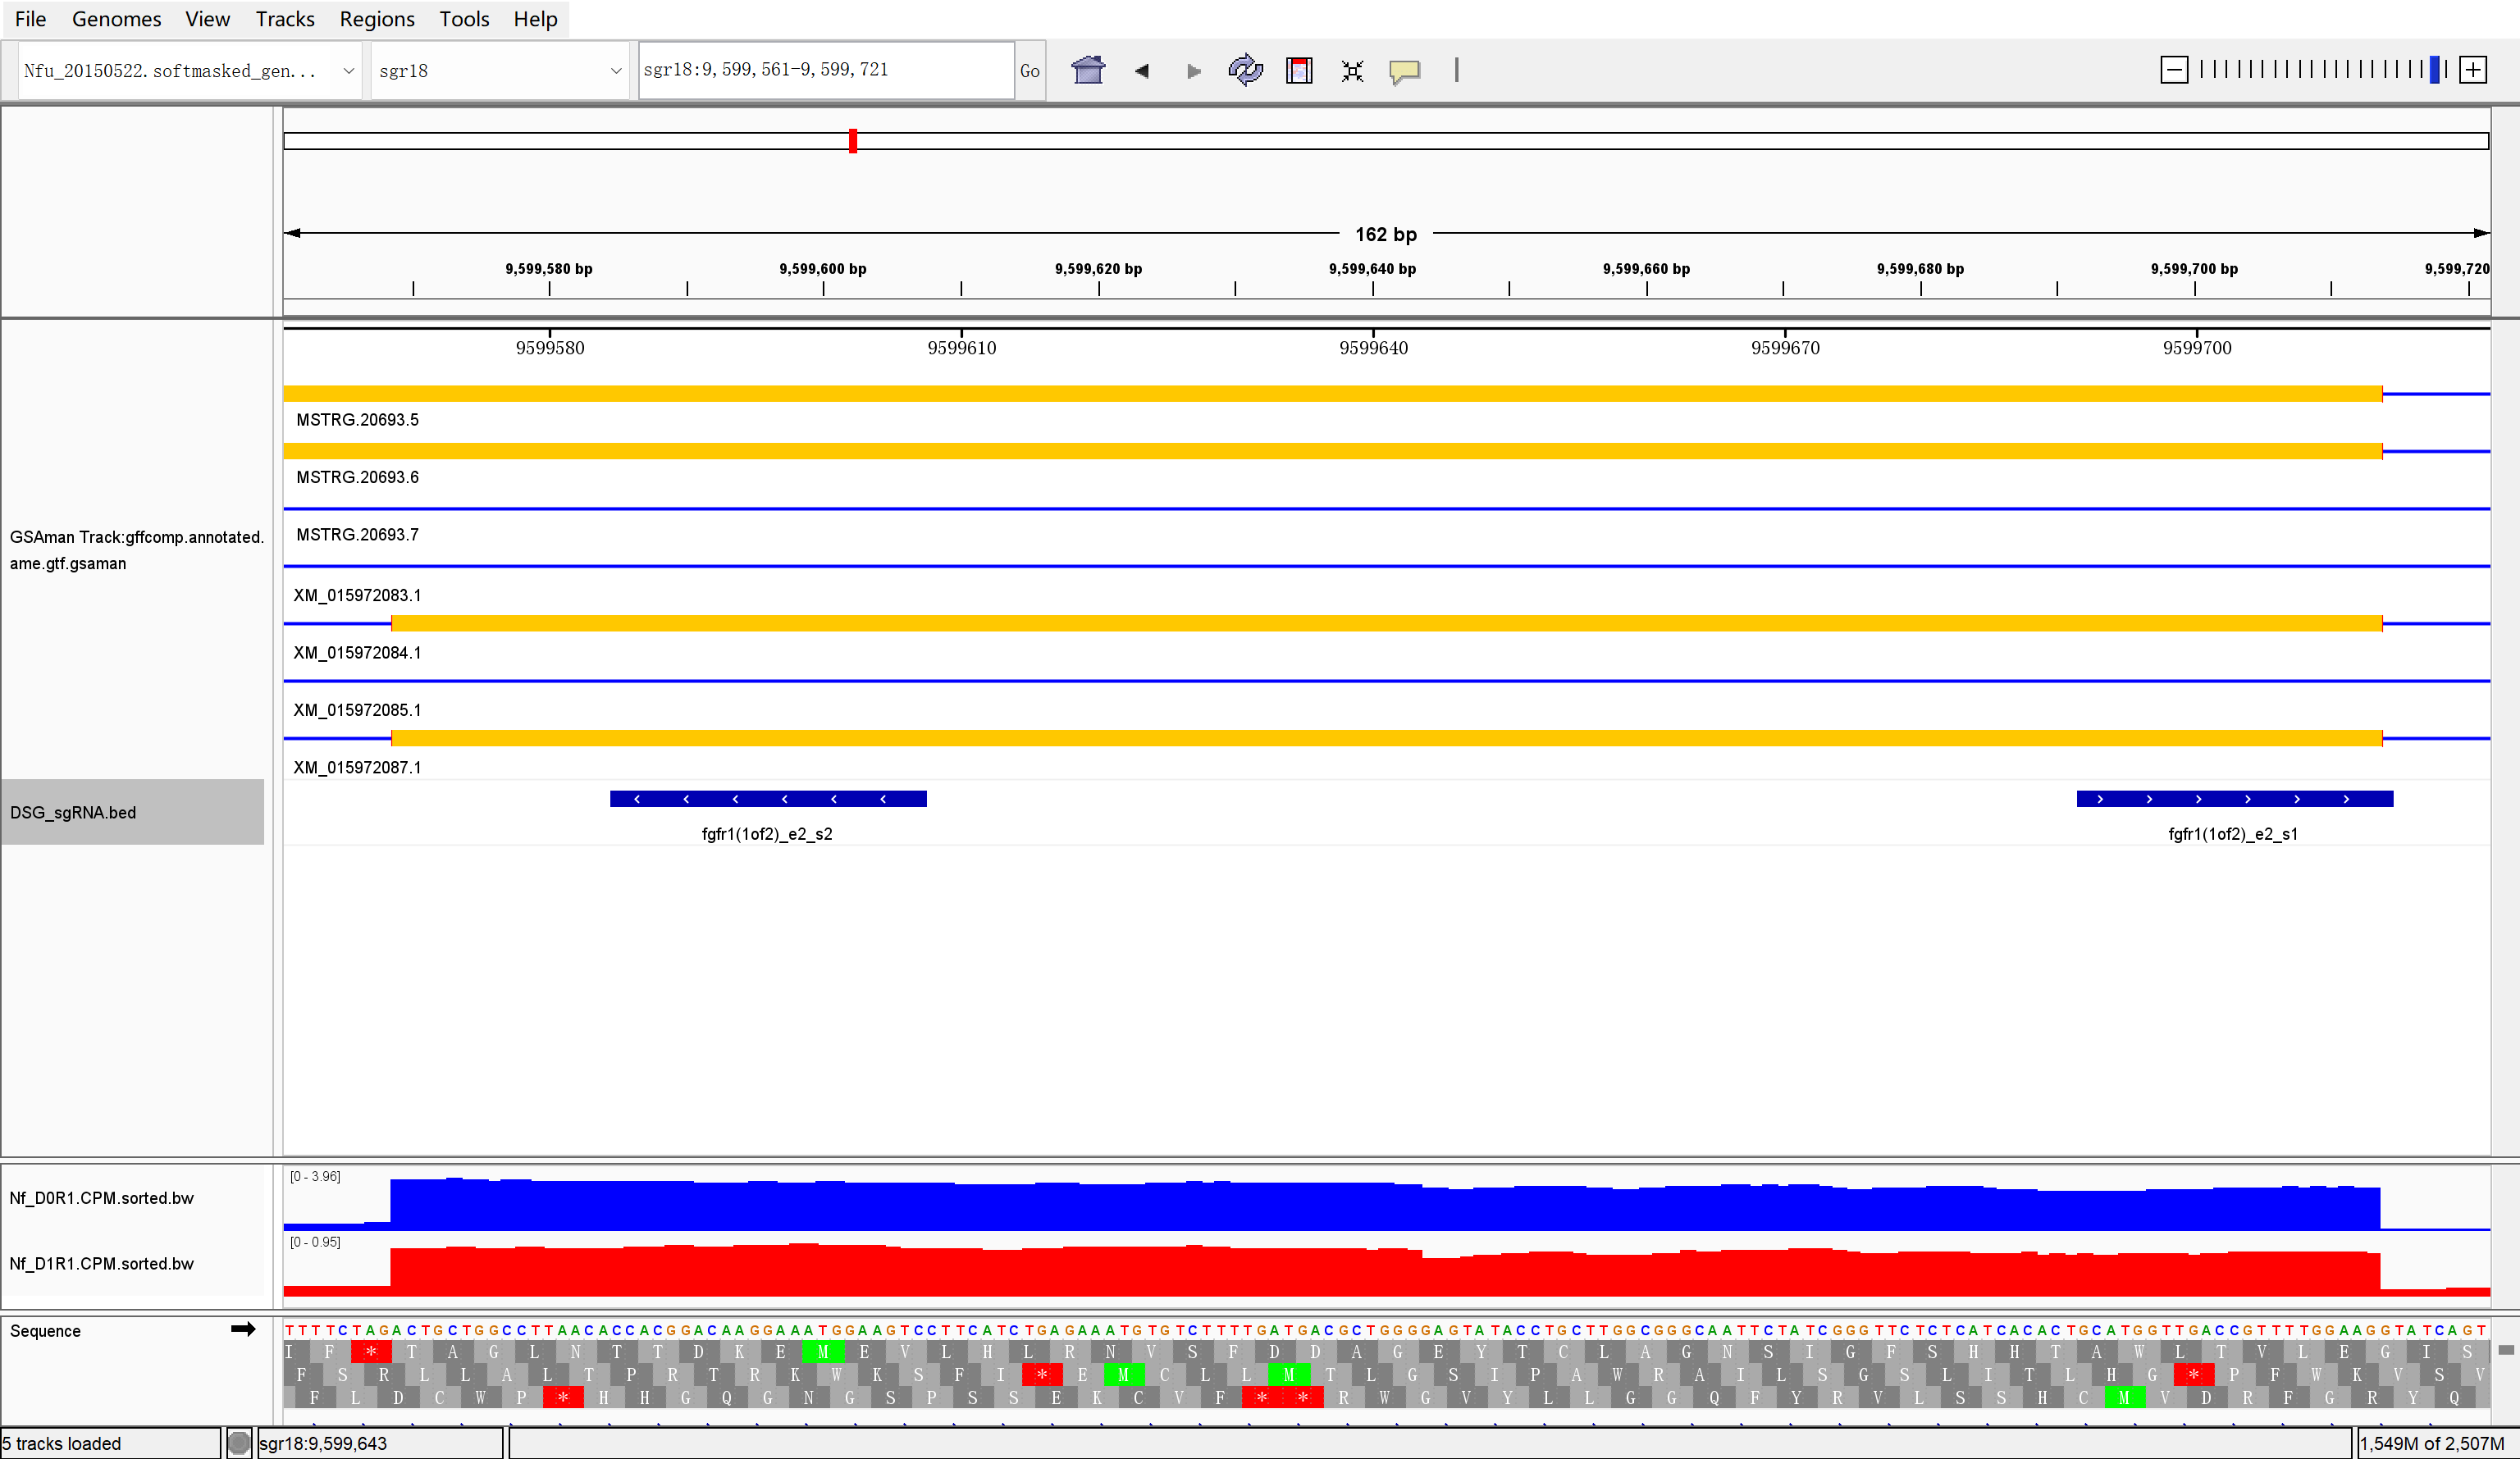 File Genomes View Tracks Regions Tools Help
Nfu_20150522.softmasked_gen... sgr18 sgr18:9,599,561-9,599,721 Go
162 bp
9,599,580 bp 9,599,600 bp 9,599,620 bp 9,599,640 bp 9,599,660 bp 9,599,680 bp 9,599,700 bp 9,599,720
9599580 9599610 9599640 9599670 9599700
MSTRG.20693.5
MSTRG.20693.6
MSTRG.20693.7
GSAman Track:gffcomp.annotated.
ame.gtf.gsaman
XM_015972083.1
XM_015972084.1
XM_015972085.1
XM_015972087.1
DSG_sgRNA.bed
fgfr1(1of2)_e2_s2 fgfr1(1of2)_e2_s1
[0 - 3.96]
Nf_D0R1.CPM.sorted.bw
[0 - 0.95]
Nf_D1R1.CPM.sorted.bw
Sequence
TTTTCTAGACTGCTGGCCTTAACACCACGGACAAGGAAATGGAAGTCCTTCATCTGAGAAATGTGTCTTTTGATGACGCTGGGGAGTATACCTGCTTGGCGGGCAATTCTATCGGGTTCTCTCATCACACTGCATGGTTGACCGTTTTGGAAGGTATCAGT
I F * T A G L N T T D K E M E V L H L R N V S F D D A G E Y T C L A G N S I G F S H H T A W L T V L E G I S
F S R L L A L T P R T R K W K S F I * E M C L L M T L G S I P A W R A I L S G S L I T L H G * P F W K V S V
F L D C W P * H H G Q G N G S P S S E K C V F * * R W G V Y L L G G Q F Y R V L S S H C M V D R F G R Y Q
5 tracks loaded sgr18:9,599,643 1,549M of 2,507M